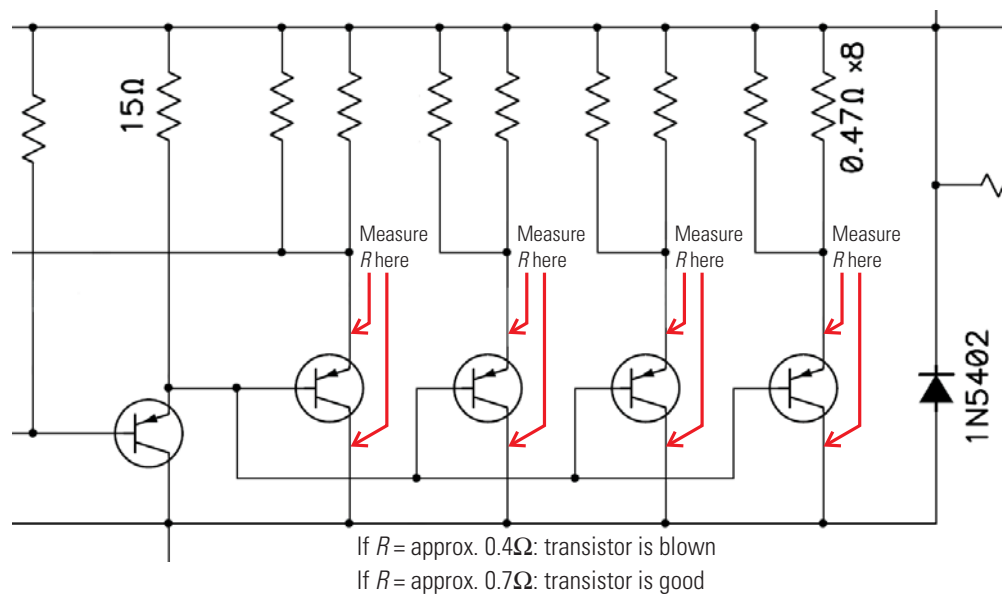 15Ω
0.47Ω ×8
Measure
R here
Measure
R here
Measure
R here
Measure
R here
1N5402
If R = approx. 0.4Ω: transistor is blown
If R = approx. 0.7Ω: transistor is good